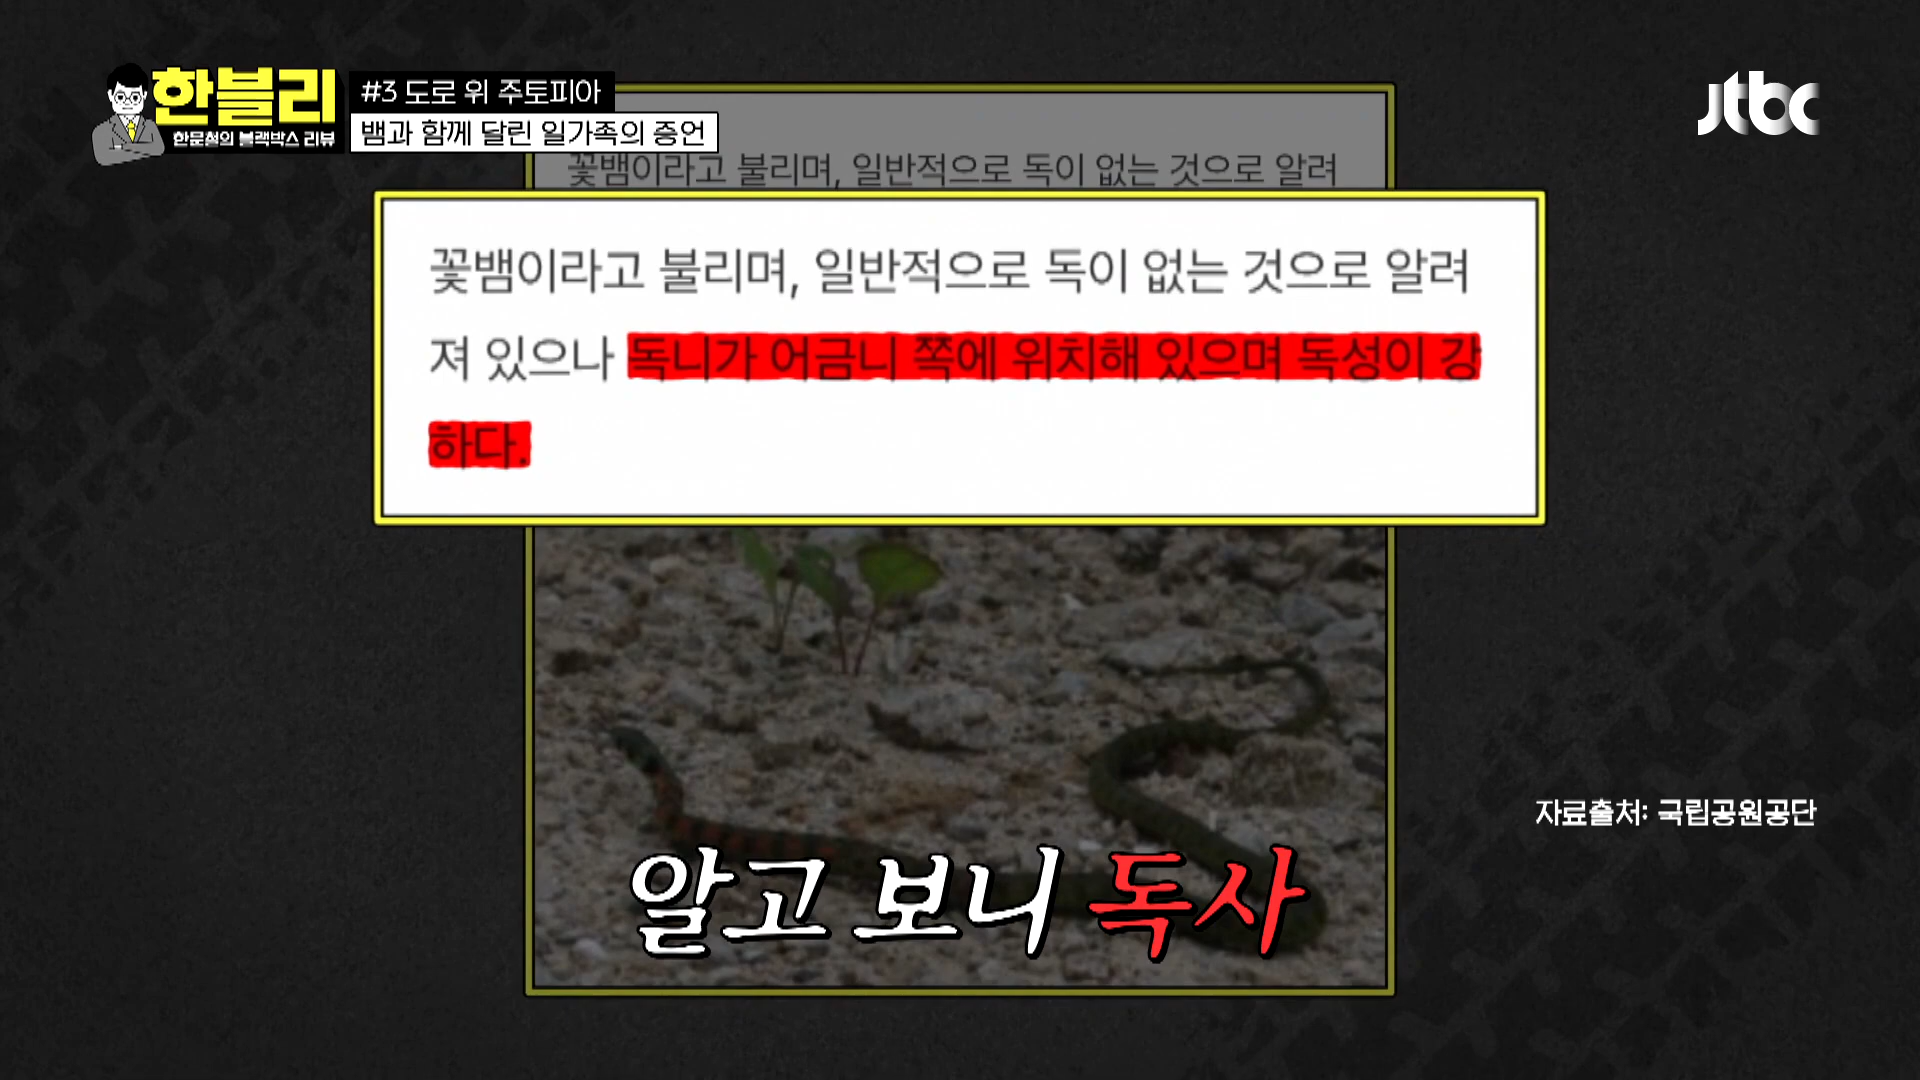 한블리
한문철의 블랙박스 리뷰
#3 도로 위 주토피아
뱀과 함께 달린 일가족의 증언
jtbc
꽃뱀이라고 불리며, 일반적으로 독이 없는 것으로 알려
꽃뱀이라고 불리며, 일반적으로 독이 없는 것으로 알려
져 있으나 독니가 어금니 쪽에 위치해 있으며 독성이 강
하다.
자료출처: 국립공원공단
알고 보니 독사